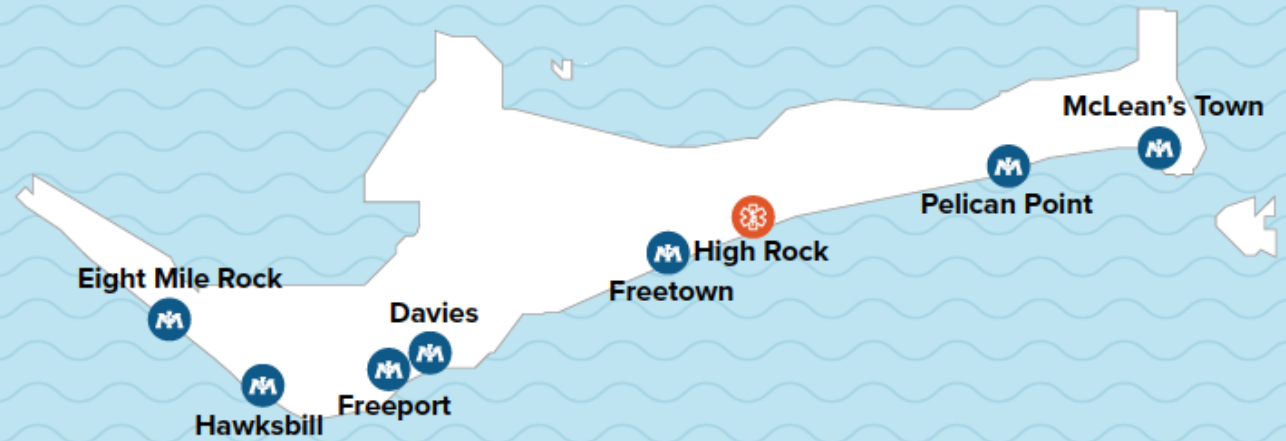 McLean's Town
Pelican Point
High Rock
Freetown
Eight Mile Rock
Davies
Freeport
Hawksbill